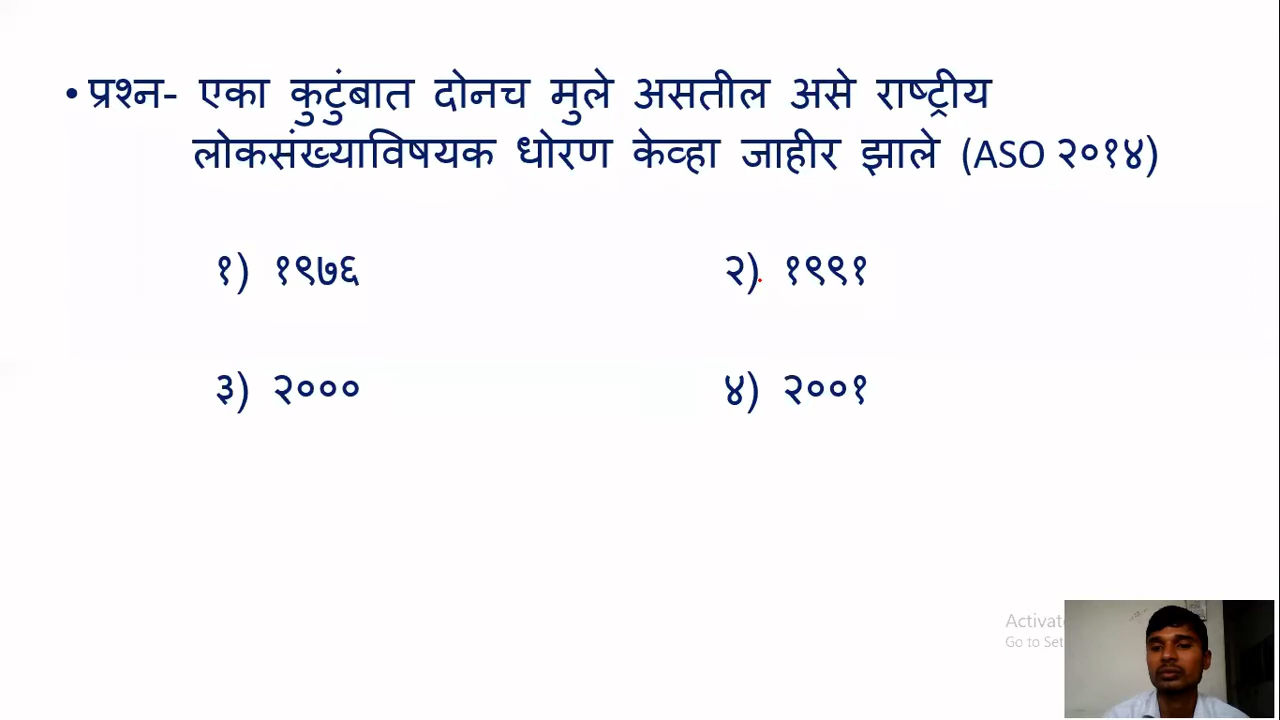 • प्रश्न- एका कुटुंबात दोनच मुले असतील असे राष्ट्रीय
लोकसंख्याविषयक धोरण केव्हा जाहीर झाले (ASO २०१४)
१) १९७६ २) १९९१
३) २००० ४) २००१
Activate
Go to Set